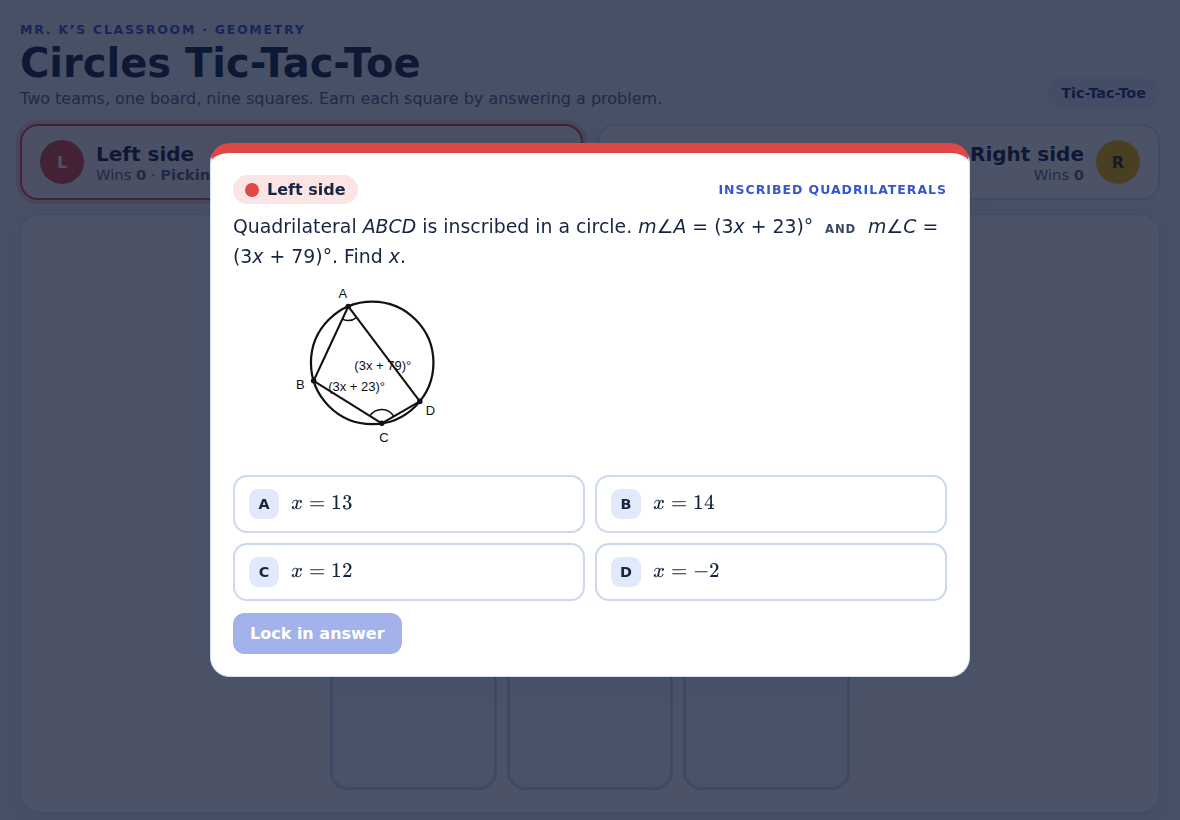 MR. K’S CLASSROOM · GEOMETRY
Circles Tic-Tac-Toe
Two teams, one board, nine squares. Earn each square by answering a problem.
Tic-Tac-Toe
L
Left side
Wins 0 · Pickin
Right side
Wins 0
R
Left side
INSCRIBED QUADRILATERALS
Quadrilateral ABCD is inscribed in a circle. m∠A = (3x + 23)° AND m∠C =
(3x + 79)°. Find x.
A
(3x + 79)°
B
(3x + 23)°
D
C
A x = 13
B x = 14
C x = 12
D x = −2
Lock in answer